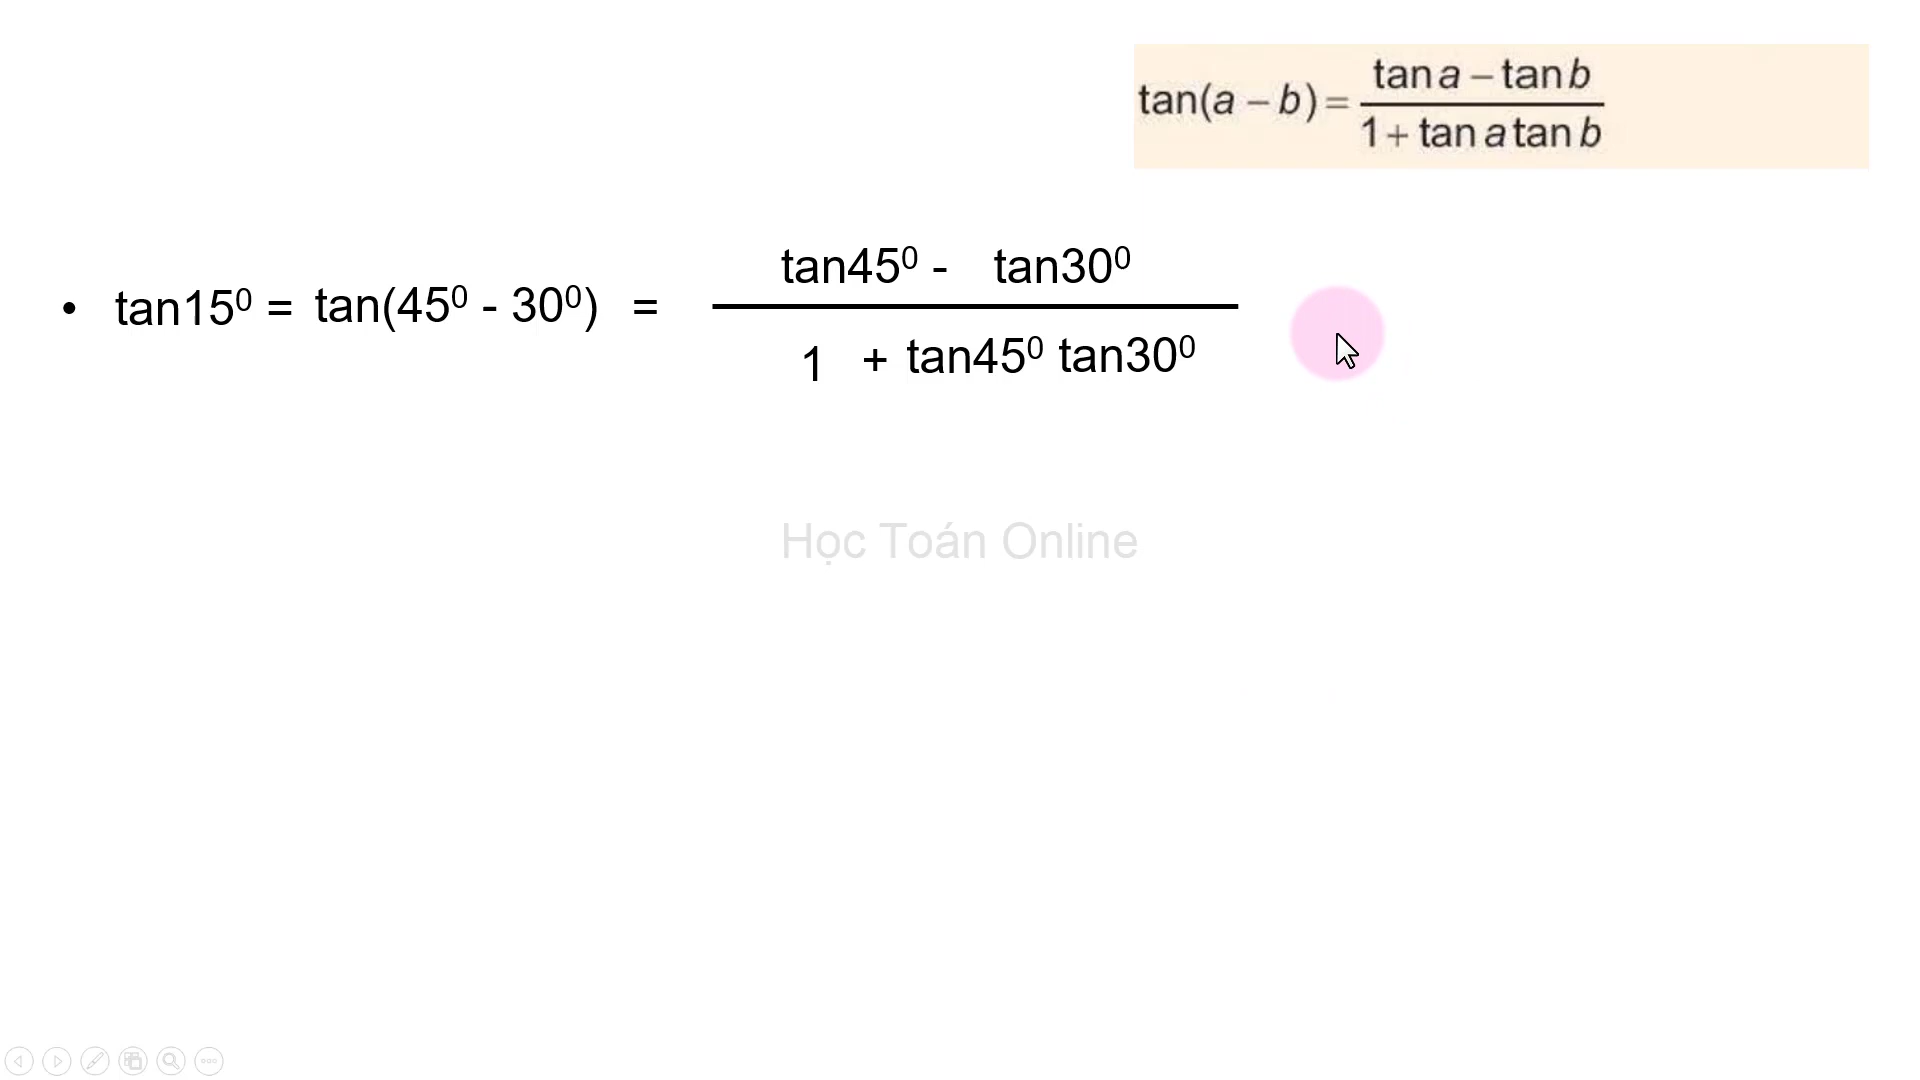 tan(a − b) = (tan a − tan b) / (1 + tan a tan b)
• tan15⁰ = tan(45⁰ - 30⁰) = (tan45⁰ - tan30⁰) / (1 + tan45⁰ tan30⁰)
Học Toán Online